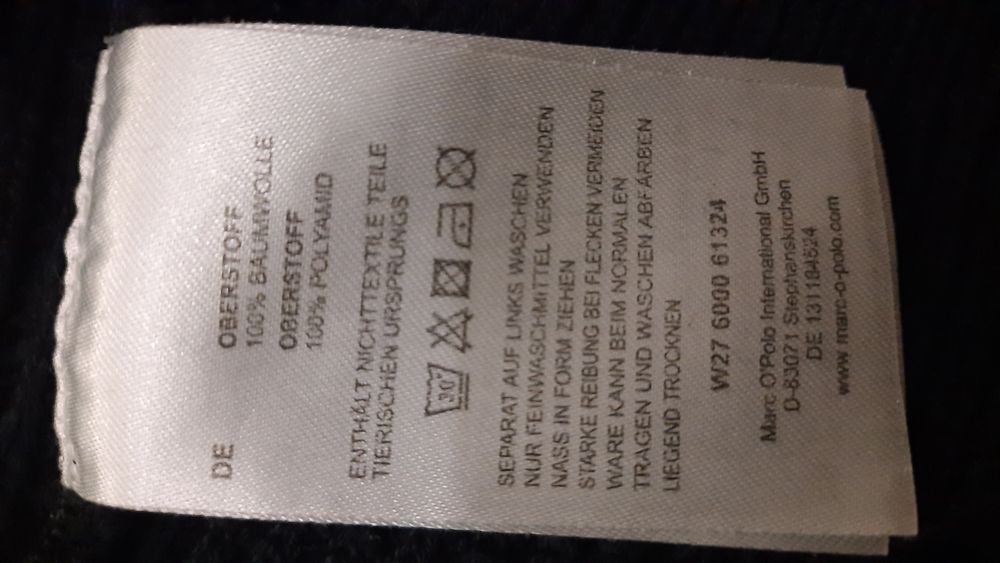 DE
OBERSTOFF
100% BAUMWOLLE
OBERSTOFF
100% POLYAMID
ENTHÄLT NICHTTEXTILE TEILE
TIERISCHEN URSPRUNGS
30
SEPARAT AUF LINKS WASCHEN
NUR FEINWASCHMITTEL VERWENDEN
NASS IN FORM ZIEHEN
STARKE REIBUNG BEI FLECKEN VERMEIDEN
WARE KANN BEIM NORMALEN
TRAGEN UND WASCHEN ABFÄRBEN
LIEGEND TROCKNEN
W27 6000 61324
Marc O'Polo International GmbH
D-83071 Stephanskirchen
DE 131184524
www.marc-o-polo.com